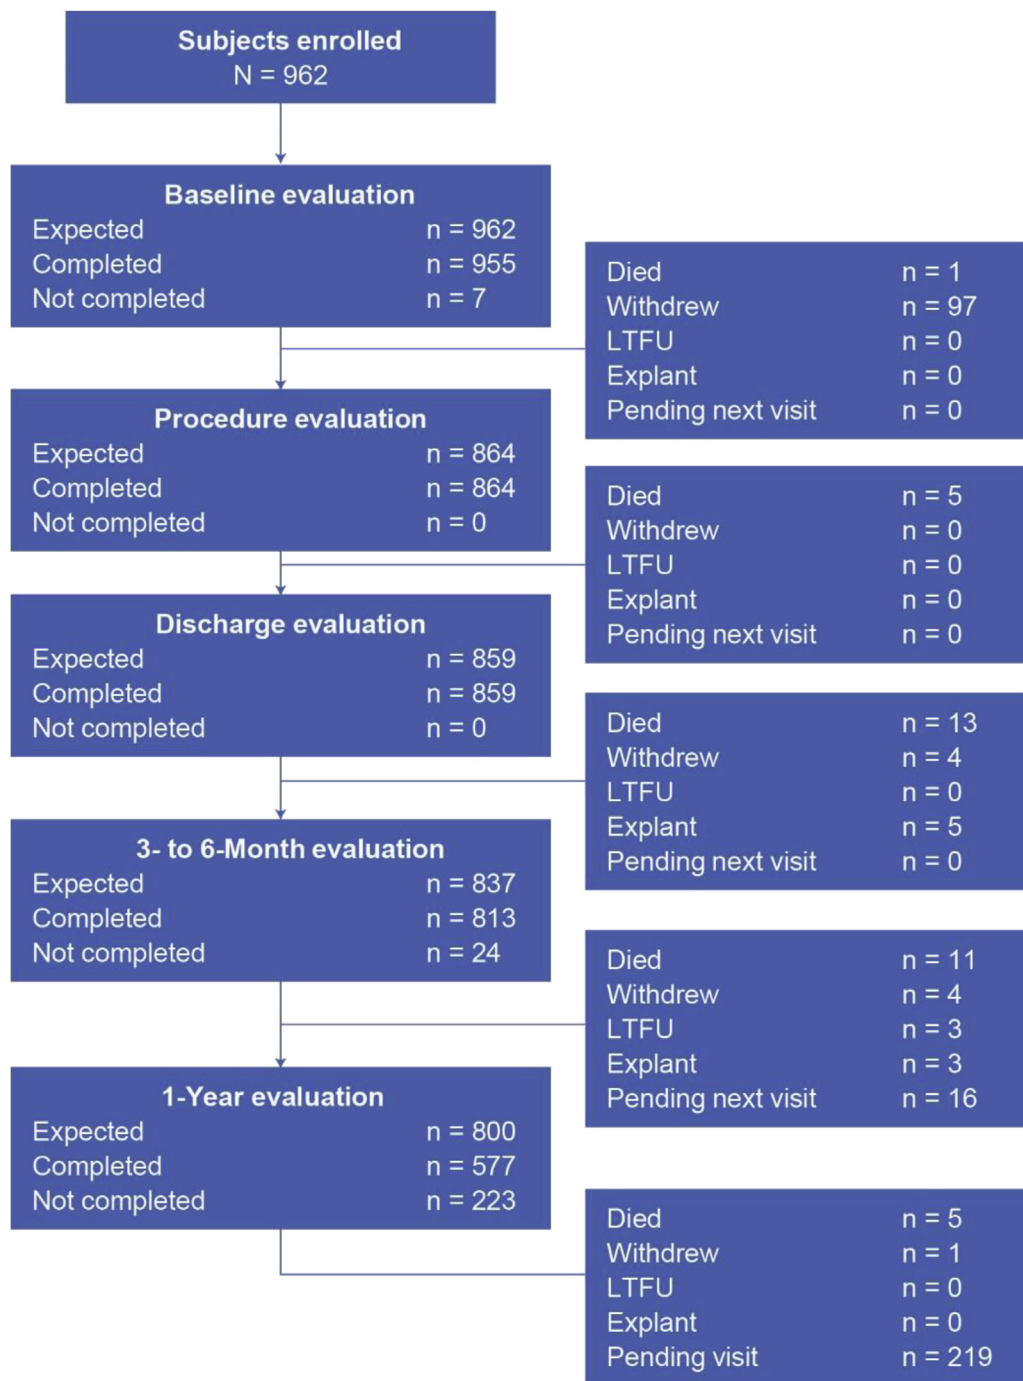 Subjects enrolled
N = 962
Baseline evaluation
Expected n = 962
Completed n = 955
Not completed n = 7
Died n = 1
Withdrew n = 97
LTFU n = 0
Explant n = 0
Pending next visit n = 0
Procedure evaluation
Expected n = 864
Completed n = 864
Not completed n = 0
Died n = 5
Withdrew n = 0
LTFU n = 0
Explant n = 0
Pending next visit n = 0
Discharge evaluation
Expected n = 859
Completed n = 859
Not completed n = 0
Died n = 13
Withdrew n = 4
LTFU n = 0
Explant n = 5
Pending next visit n = 0
3- to 6-Month evaluation
Expected n = 837
Completed n = 813
Not completed n = 24
Died n = 11
Withdrew n = 4
LTFU n = 3
Explant n = 3
Pending next visit n = 16
1-Year evaluation
Expected n = 800
Completed n = 577
Not completed n = 223
Died n = 5
Withdrew n = 1
LTFU n = 0
Explant n = 0
Pending visit n = 219